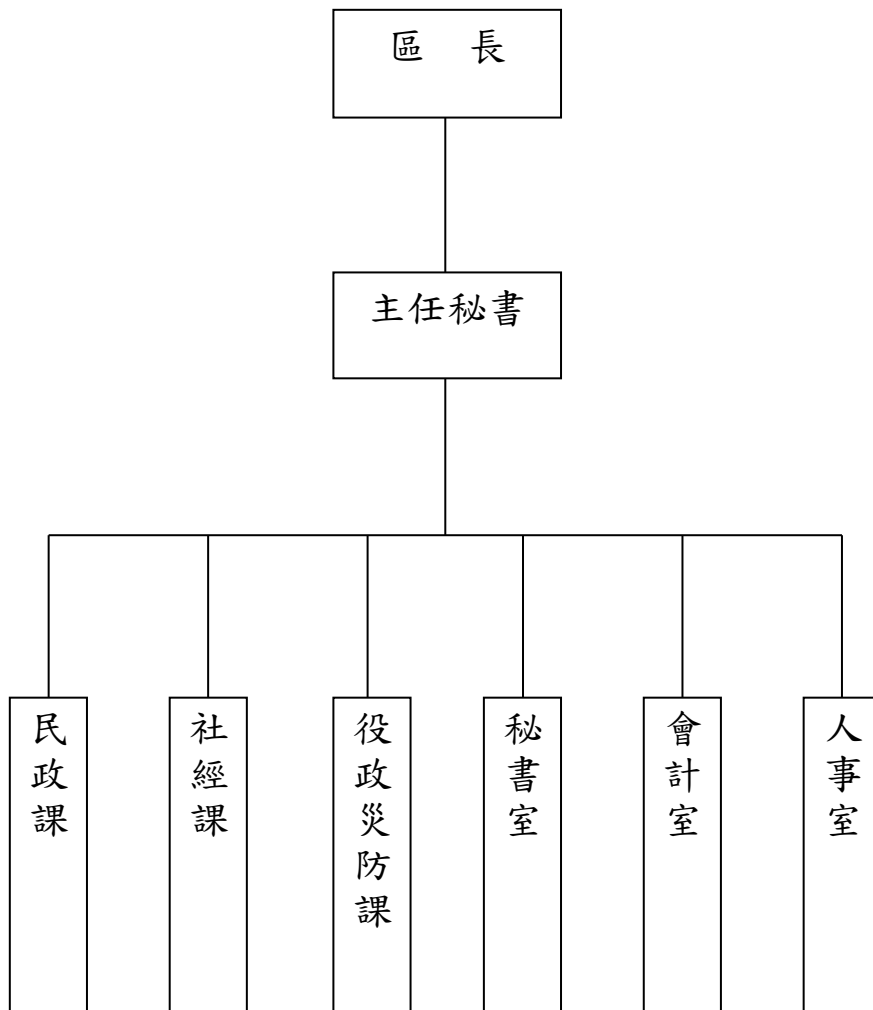 區 長
主任秘書
民政課
社經課
役政災防課
秘書室
會計室
人事室